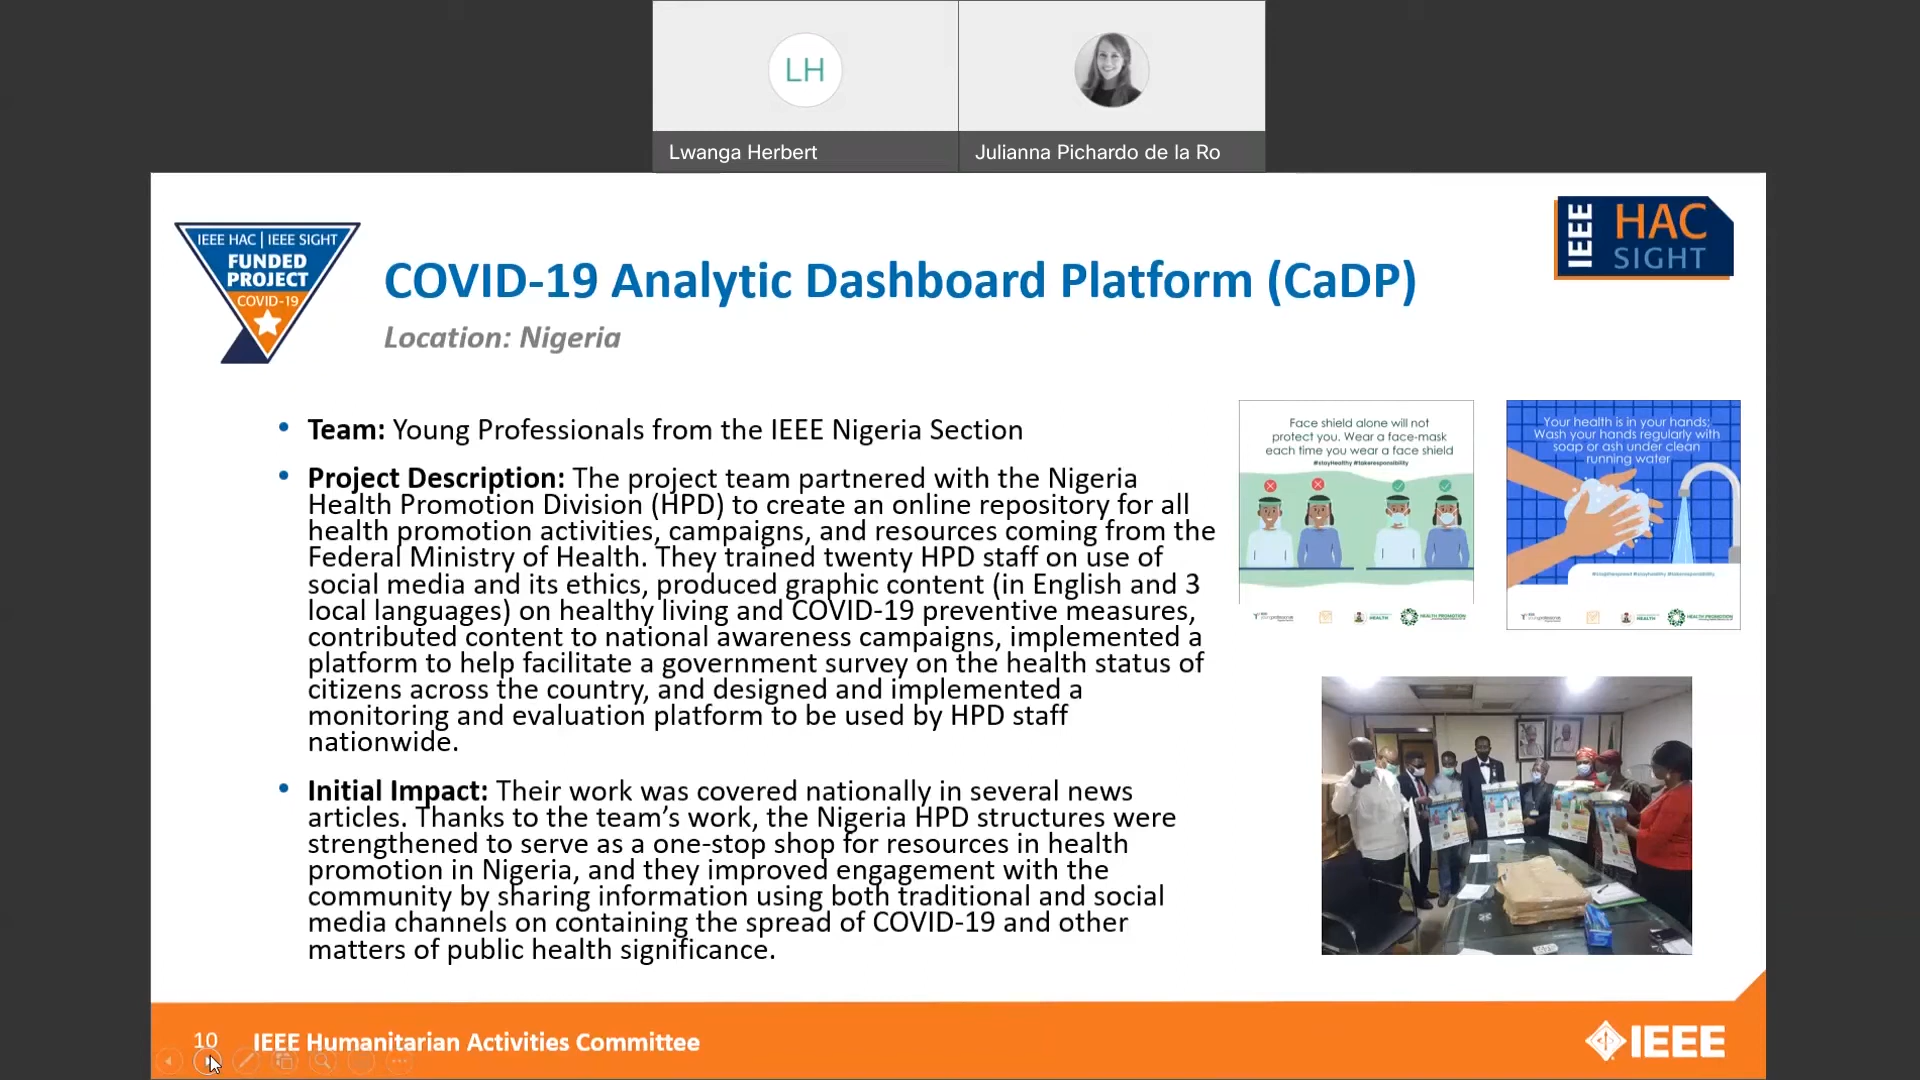 LH
Lwanga Herbert
Julianna Pichardo de la Ro
IEEE HAC | IEEE SIGHT
FUNDED
PROJECT
COVID-19
IEEE
HAC
SIGHT
COVID-19 Analytic Dashboard Platform (CaDP)
Location: Nigeria
• Team: Young Professionals from the IEEE Nigeria Section
• Project Description: The project team partnered with the Nigeria
Health Promotion Division (HPD) to create an online repository for all
health promotion activities, campaigns, and resources coming from the
Federal Ministry of Health. They trained twenty HPD staff on use of
social media and its ethics, produced graphic content (in English and 3
local languages) on healthy living and COVID-19 preventive measures,
contributed content to national awareness campaigns, implemented a
platform to help facilitate a government survey on the health status of
citizens across the country, and designed and implemented a
monitoring and evaluation platform to be used by HPD staff
nationwide.
• Initial Impact: Their work was covered nationally in several news
articles. Thanks to the team’s work, the Nigeria HPD structures were
strengthened to serve as a one-stop shop for resources in health
promotion in Nigeria, and they improved engagement with the
community by sharing information using both traditional and social
media channels on containing the spread of COVID-19 and other
matters of public health significance.
Face shield alone will not
protect you. Wear a face-mask
each time you wear a face shield
#stayHealthy #takeresponsibility
HEALTH
HEALTH PROMOTION
Your health is in your hands;
Wash your hands regularly with
soap or ash under clean
running water
#stayhealthy #takeresponsibility
HEALTH
HEALTH PROMOTION
10
IEEE Humanitarian Activities Committee
IEEE